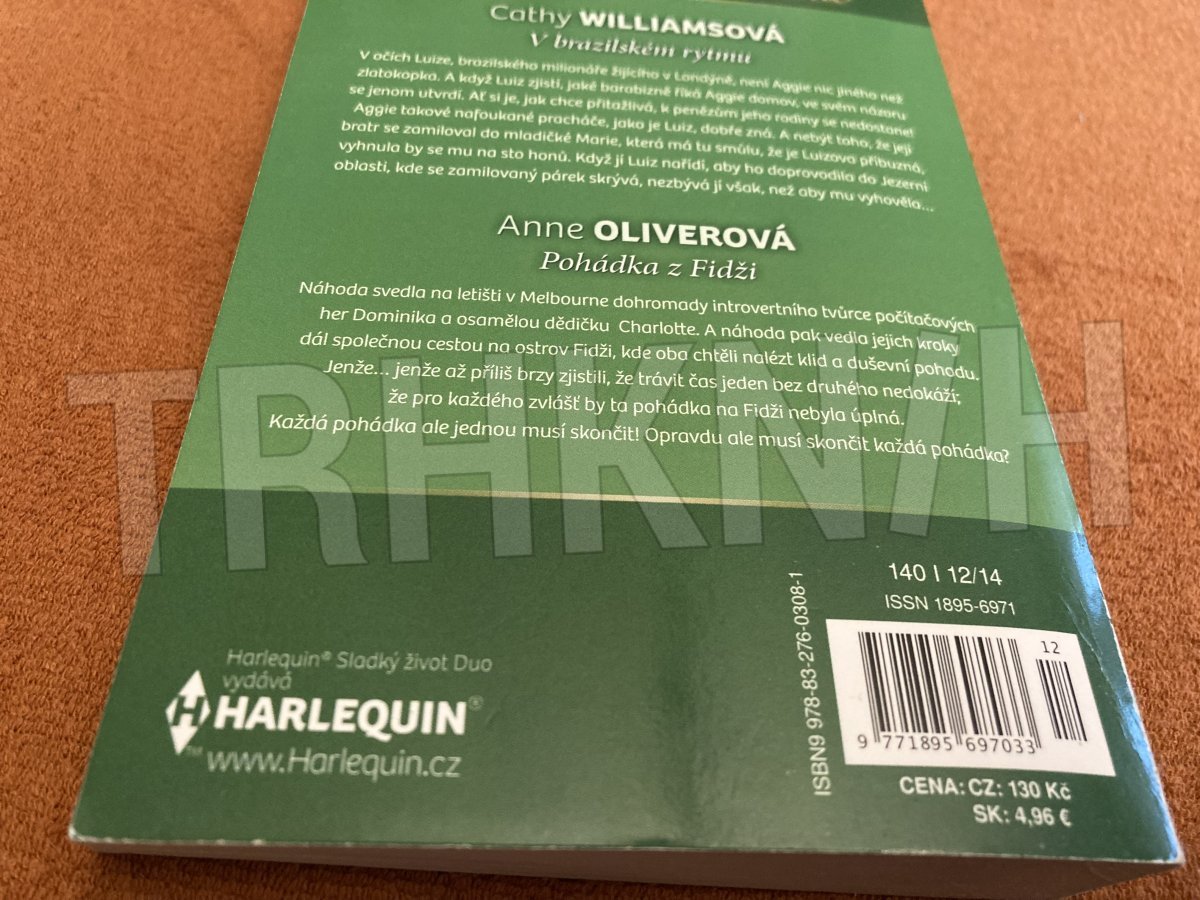 Cathy WILLIAMSOVÁ
V brazilském rytmu
V očích Luize, brazilského milionáře žijícího v Londýně, není Aggie nic jiného než
zlatokopka. A když Luiz zjistí, jaké barabizně říká Aggie domov, ve svém názoru
se jenom utvrdí. Ať si je, jak chce přitažlivá, k penězům jeho rodiny se nedostane!
Aggie takové nafoukané pracháče, jako je Luiz, dobře zná. A nebýt toho, že její
bratr se zamiloval do mladičké Marie, která má tu smůlu, že je Luizova příbuzná,
vyhnula by se mu na sto honů. Když jí Luiz nařídí, aby ho doprovodila do Jezerní
oblasti, kde se zamilovaný párek skrývá, nezbývá jí však, než aby mu vyhověla...
Anne OLIVEROVÁ
Pohádka z Fidži
Náhoda svedla na letišti v Melbourne dohromady introvertního tvůrce počítačových
her Dominika a osamělou dědičku Charlotte. A náhoda pak vedla jejich kroky
dál společnou cestou na ostrov Fidži, kde oba chtěli nalézt klid a duševní pohodu.
Jenže... jenže až příliš brzy zjistili, že trávit čas jeden bez druhého nedokáží;
že pro každého zvlášť by ta pohádka na Fidži nebyla úplná.
Každá pohádka ale jednou musí skončit! Opravdu ale musí skončit každá pohádka?
TRHKNI/H
140 I 12/14
ISSN 1895-6971
ISBN9 978-83-276-0308-1
12
9 771895 697033
CENA: CZ: 130 Kč
SK: 4,96 €
Harlequin® Sladký život Duo
vydává
H HARLEQUIN®
™ www.Harlequin.cz